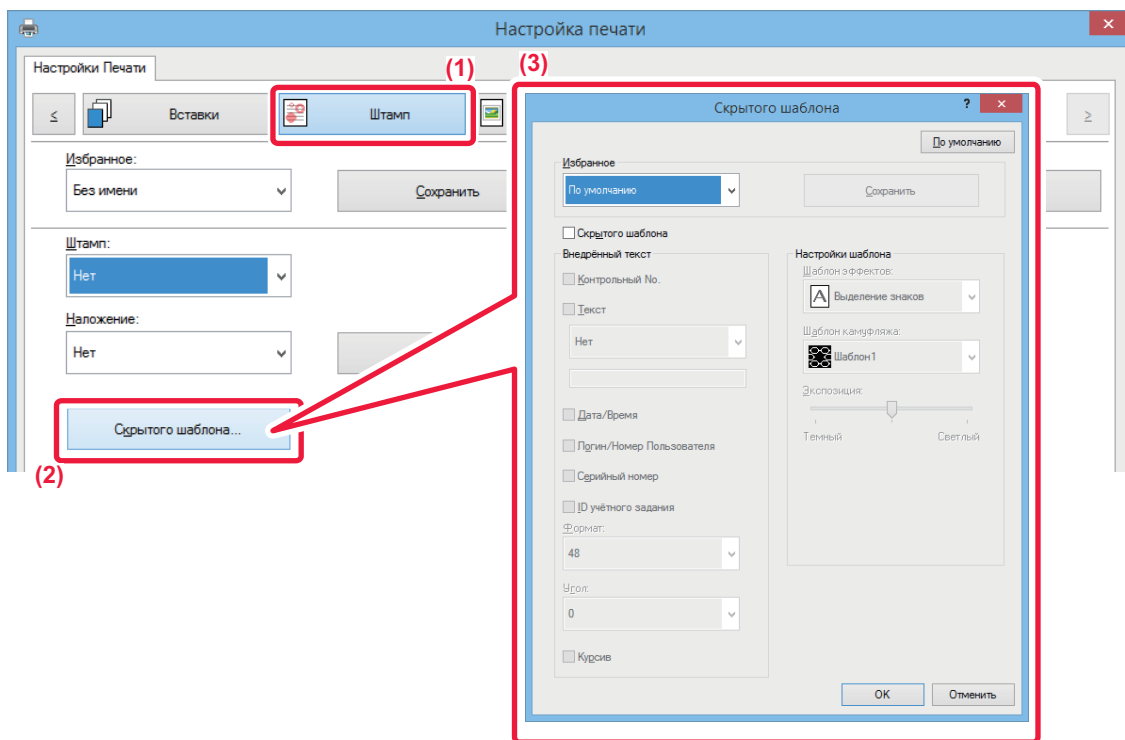 Настройка печати
Настройки Печати
(1)
(3)
≤
Вставки
Штамп
≥
Избранное:
Без имени
Сохранить
Штамп:
Нет
Наложение:
Нет
Скрытого шаблона...
(2)
Скрытого шаблона
?
По умолчанию
Избранное
По умолчанию
Сохранить
Скрытого шаблона
Внедрённый текст
Контрольный No.
Текст
Нет
Дата/Время
Логин/Номер Пользователя
Серийный номер
ID учётного задания
Формат:
48
Угол:
0
Курсив
Настройки шаблона
Шаблон эффектов:
A Выделение знаков
Шаблон камуфляжа:
Шаблон1
Экспозиция:
Темный Светлый
OK Отменить